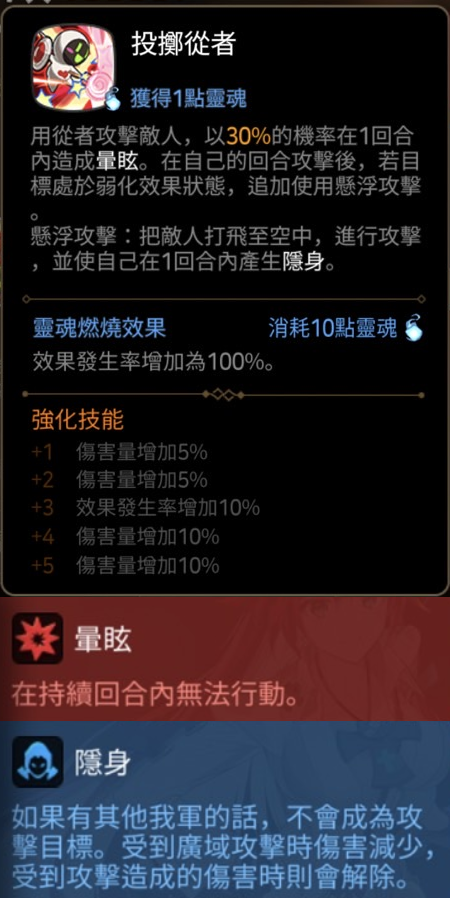 投擲從者
獲得1點靈魂
用從者攻擊敵人，以30%的機率在1回合
內造成暈眩。在自己的回合攻擊後，若目
標處於弱化效果狀態，追加使用懸浮攻擊
。
懸浮攻擊：把敵人打飛至空中，進行攻擊
，並使自己在1回合內產生隱身。
靈魂燃燒效果
消耗10點靈魂
效果發生率增加為100%。
強化技能
+1 傷害量增加5%
+2 傷害量增加5%
+3 效果發生率增加10%
+4 傷害量增加10%
+5 傷害量增加10%
暈眩
在持續回合內無法行動。
隱身
如果有其他我軍的話，不會成為攻
擊目標。受到廣域攻擊時傷害減少，
受到攻擊造成的傷害時則會解除。